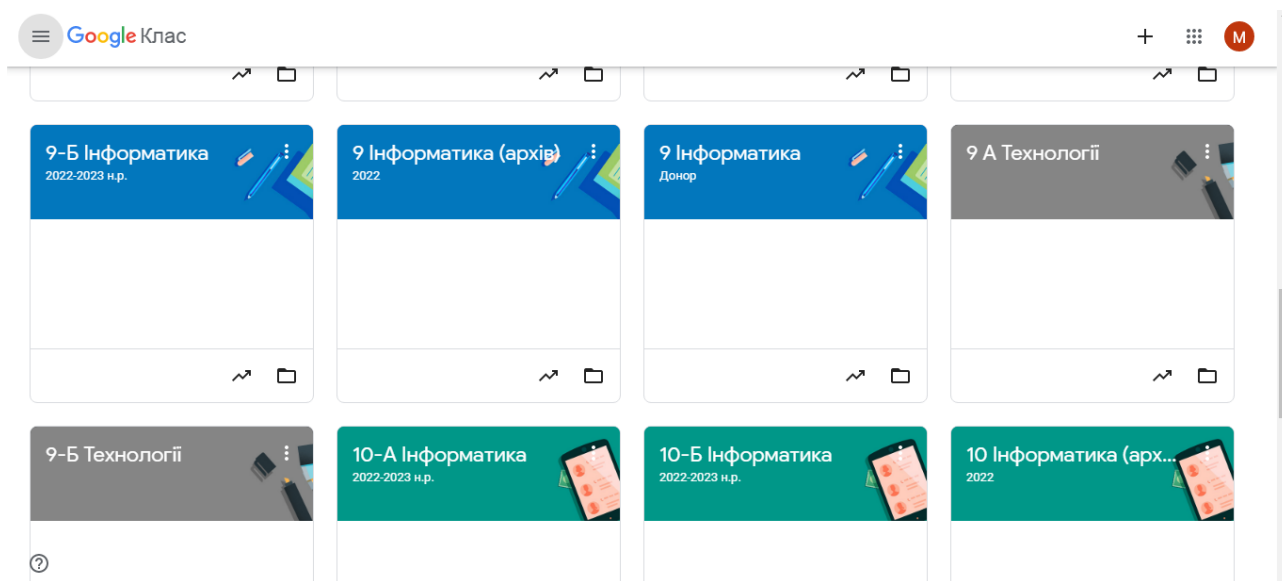 Google Клас
M
9-Б Інформатика
2022-2023 н.р.
9 Інформатика (архів)
2022
9 Інформатика
Донор
9 А Технології
9-Б Технології
10-А Інформатика
2022-2023 н.р.
10-Б Інформатика
2022-2023 н.р.
10 Інформатика (арх...
2022